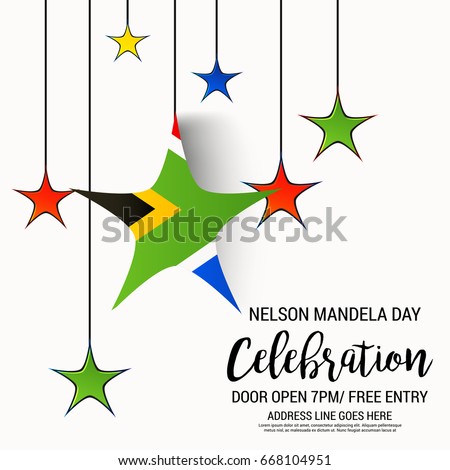 NELSON MANDELA DAY
Celebration
DOOR OPEN 7PM/ FREE ENTRY
ADDRESS LINE GOES HERE
shutterstock
www.shutterstock.com · 668104951